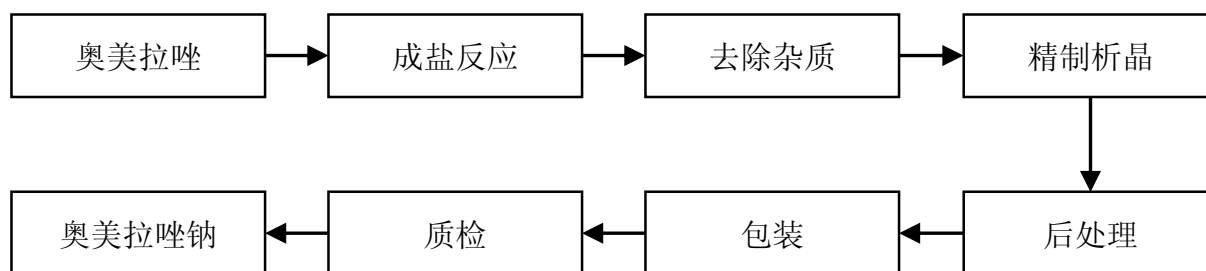 奥美拉唑
成盐反应
去除杂质
精制析晶
后处理
包装
质检
奥美拉唑钠